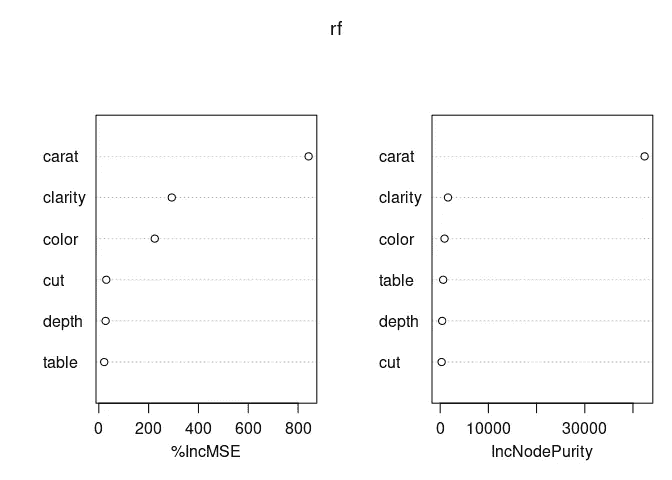 rf
carat
clarity
color
cut
depth
table
0 200 400 600 800
%IncMSE
carat
clarity
color
table
depth
cut
0 10000 30000
IncNodePurity